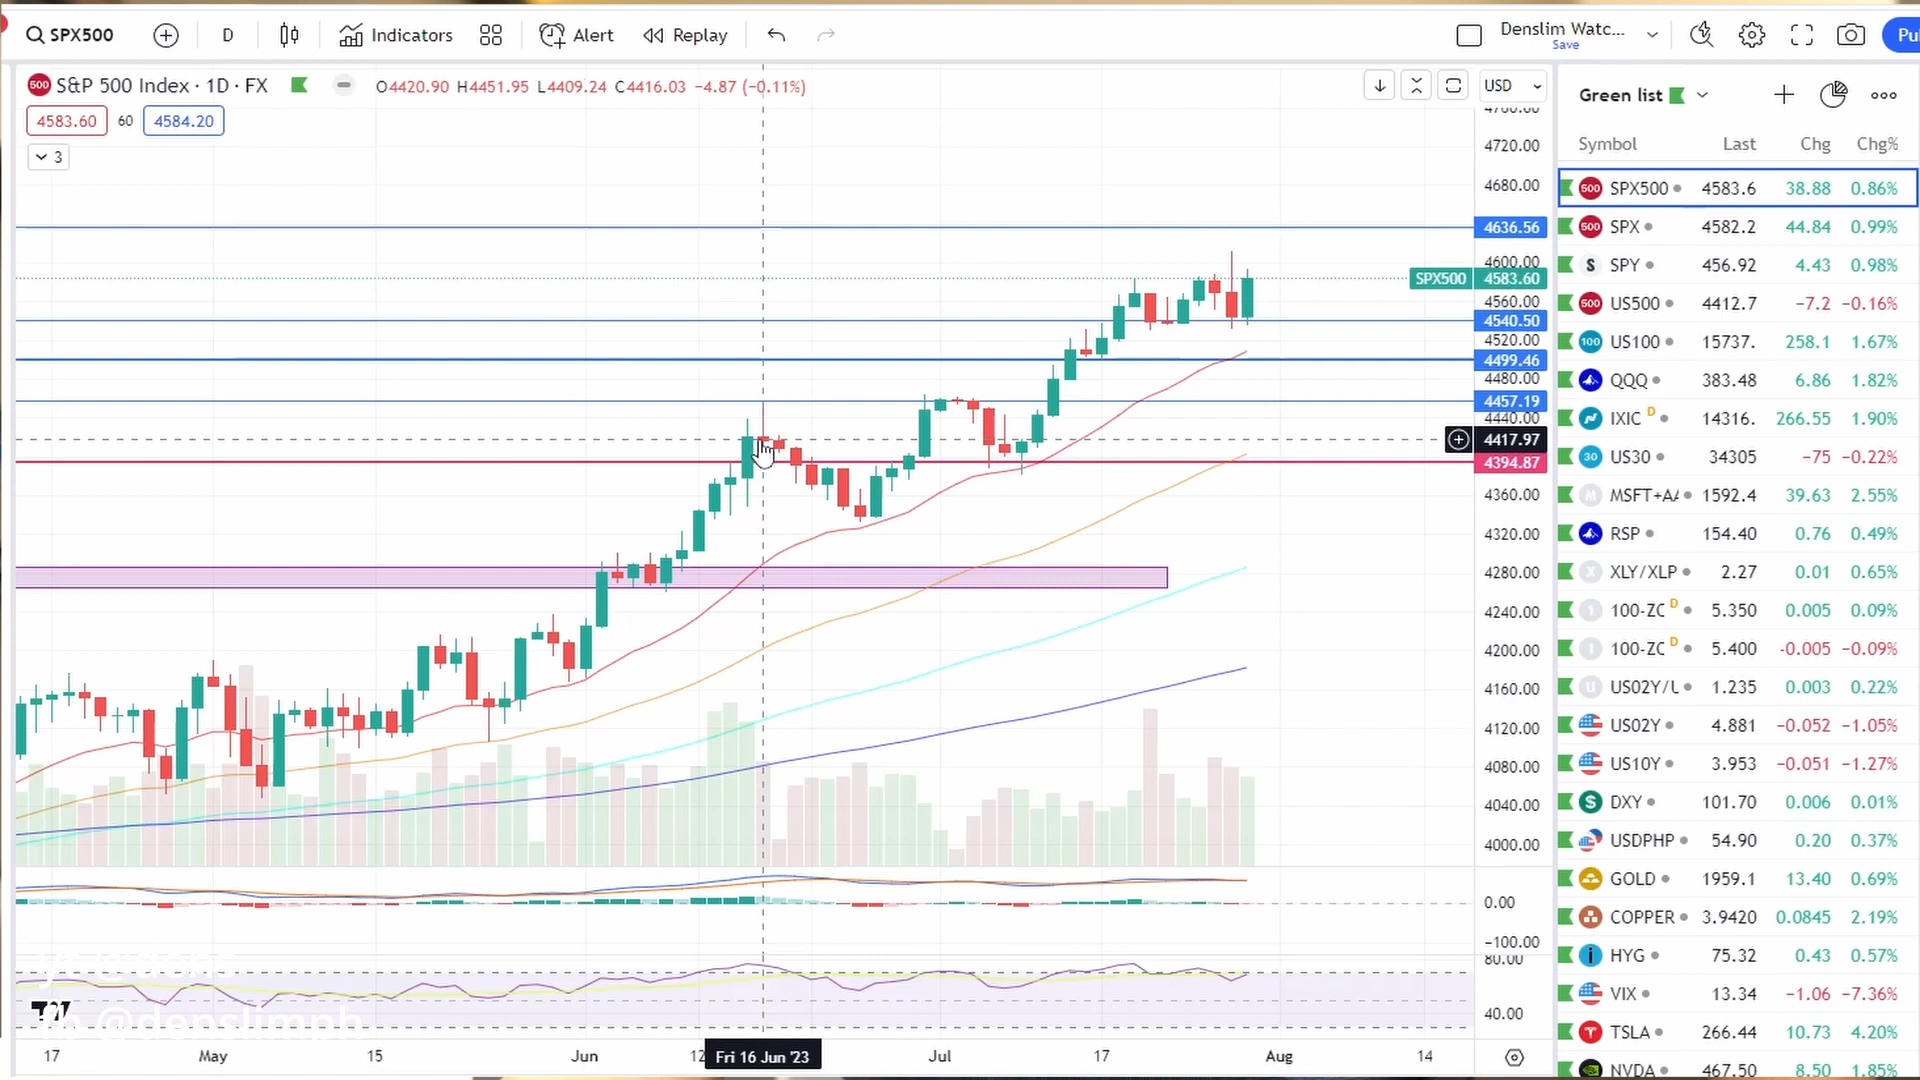 SPX500 D Indicators Alert Replay Denslim Watc... Save Pu
S&P 500 Index · 1D · FX O4420.90 H4451.95 L4409.24 C4416.03 −4.87 (−0.11%) USD
4583.60 60 4584.20
3
4760.00
4720.00
4680.00
4636.56
4600.00
SPX500 4583.60
4560.00
4540.50
4520.00
4499.46
4480.00
4457.19
4440.00
4417.97
4394.87
4360.00
4320.00
4280.00
4240.00
4200.00
4160.00
4120.00
4080.00
4040.00
4000.00
0.00
−100.00
80.00
40.00
fb @denslimph
17 May 15 Jun 12 Fri 16 Jun '23 Jul 17 Aug 14
Green list
Symbol Last Chg Chg%
500 SPX500 4583.6 38.88 0.86%
500 SPX 4582.2 44.84 0.99%
S SPY 456.92 4.43 0.98%
500 US500 4412.7 −7.2 −0.16%
100 US100 15737. 258.1 1.67%
QQQ 383.48 6.86 1.82%
IXIC D 14316. 266.55 1.90%
30 US30 34305 −75 −0.22%
M MSFT+AA 1592.4 39.63 2.55%
RSP 154.40 0.76 0.49%
X XLY/XLP 2.27 0.01 0.65%
1 100-ZC D 5.350 0.005 0.09%
1 100-ZC D 5.400 -0.005 −0.09%
U US02Y/U 1.235 0.003 0.22%
US02Y 4.881 −0.052 −1.05%
US10Y 3.953 −0.051 −1.27%
$ DXY 101.70 0.006 0.01%
USDPHP 54.90 0.20 0.37%
GOLD 1959.1 13.40 0.69%
COPPER 3.9420 0.0845 2.19%
i HYG 75.32 0.43 0.57%
VIX 13.34 −1.06 −7.36%
TSLA 266.44 10.73 4.20%
NVDA 467.50 8.50 1.85%